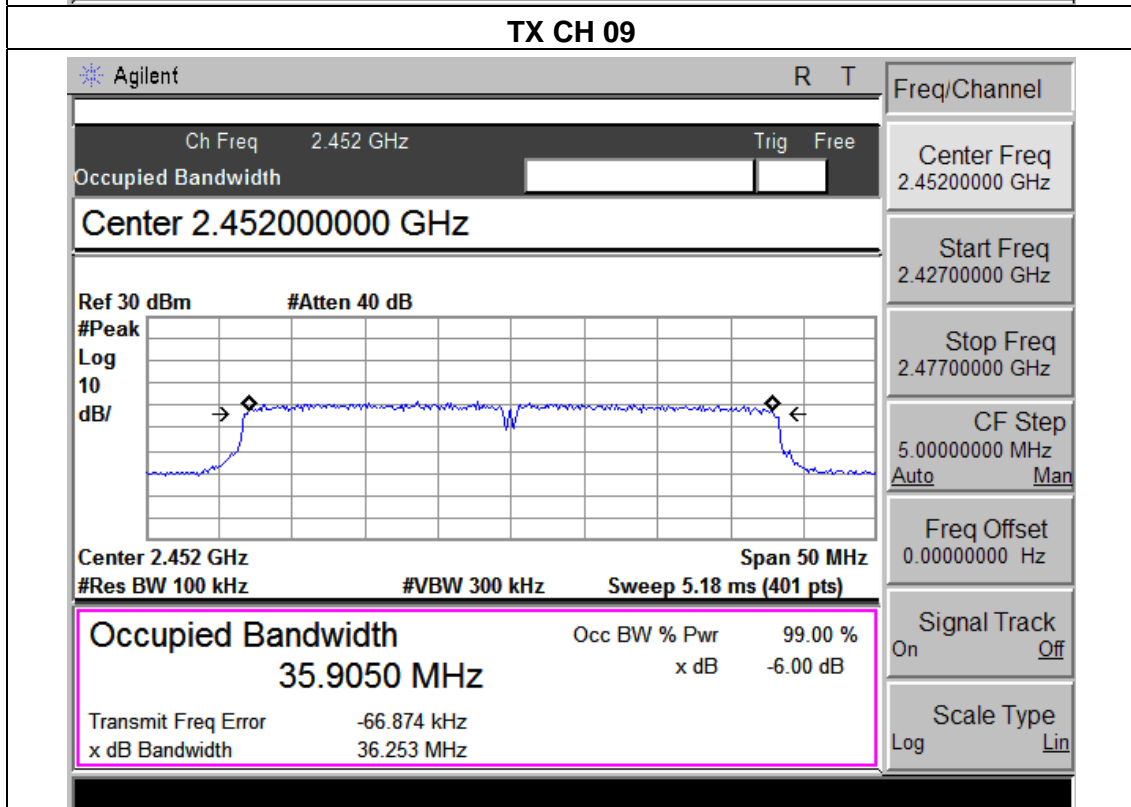 TX CH 09
Agilent R T
Ch Freq 2.452 GHz Trig Free
Occupied Bandwidth
Center 2.452000000 GHz
Ref 30 dBm #Atten 40 dB
#Peak
Log
10
dB/
Center 2.452 GHz Span 50 MHz
#Res BW 100 kHz #VBW 300 kHz Sweep 5.18 ms (401 pts)
Occupied Bandwidth
35.9050 MHz
Occ BW % Pwr 99.00 %
x dB -6.00 dB
Transmit Freq Error -66.874 kHz
x dB Bandwidth 36.253 MHz
Freq/Channel
Center Freq
2.45200000 GHz
Start Freq
2.42700000 GHz
Stop Freq
2.47700000 GHz
CF Step
5.00000000 MHz
Auto Man
Freq Offset
0.00000000 Hz
Signal Track
On Off
Scale Type
Log Lin